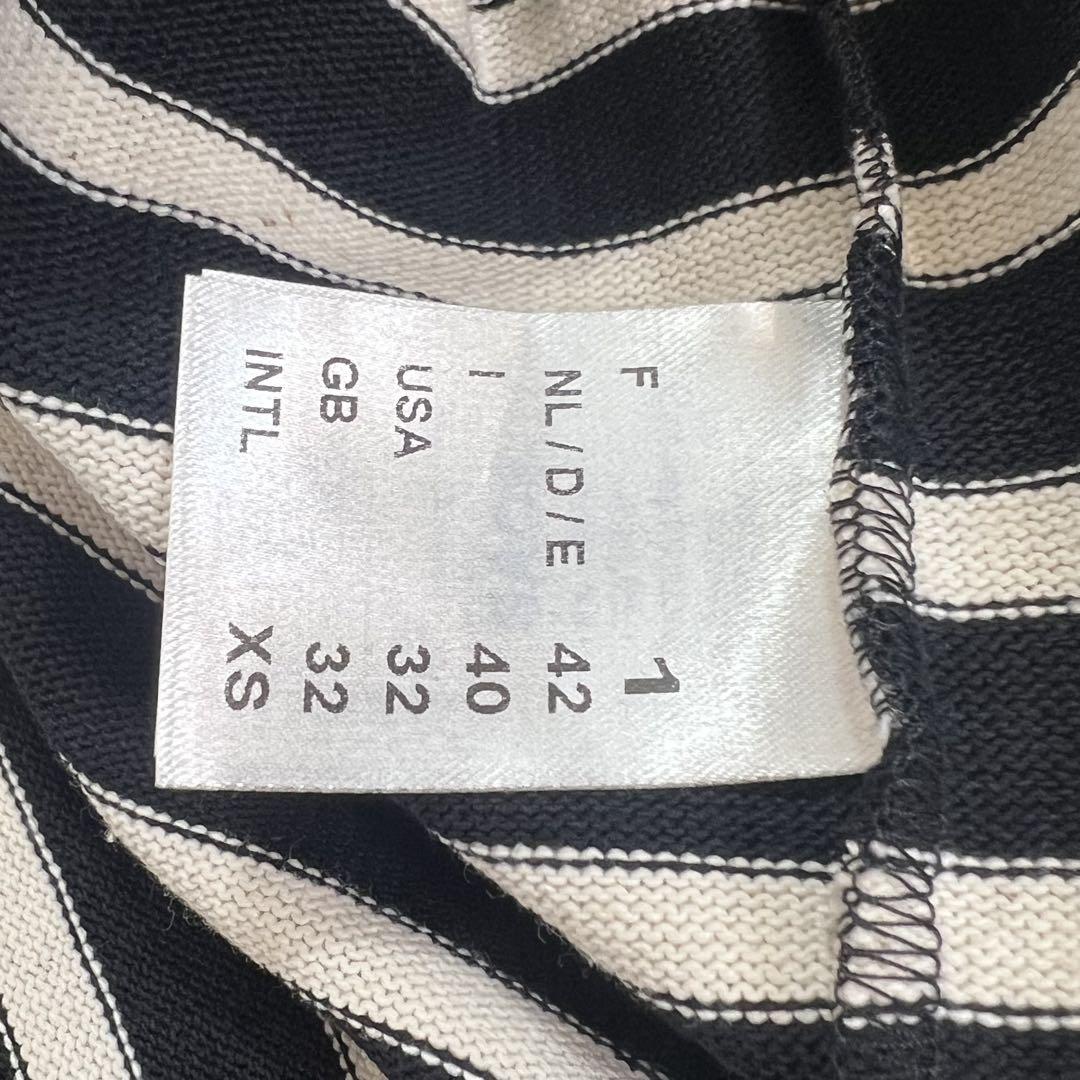 F 1
NL/D/E 42
I 40
USA 32
GB 32
INTL XS